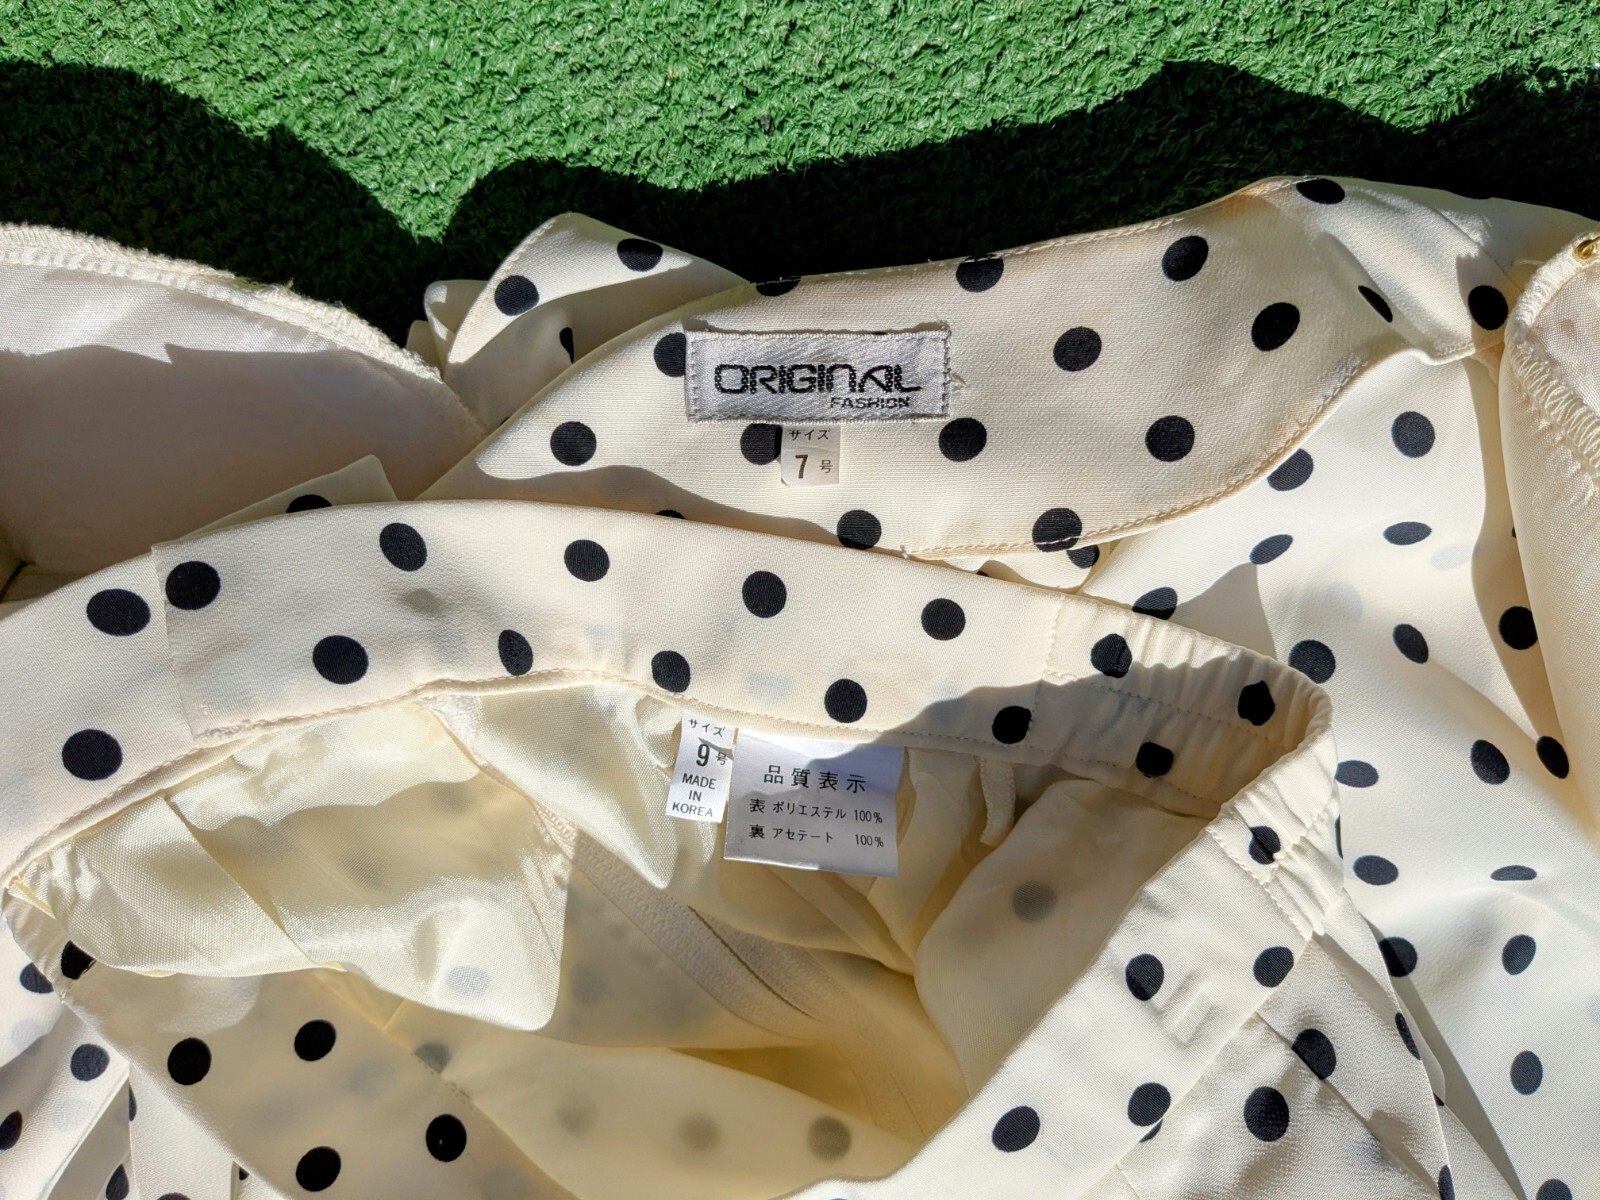 ORIGINAL
FASHION
サイズ
7号
サイズ
9号
MADE
IN
KOREA
品質表示
表 ポリエステル 100%
裏 アセテート 100%